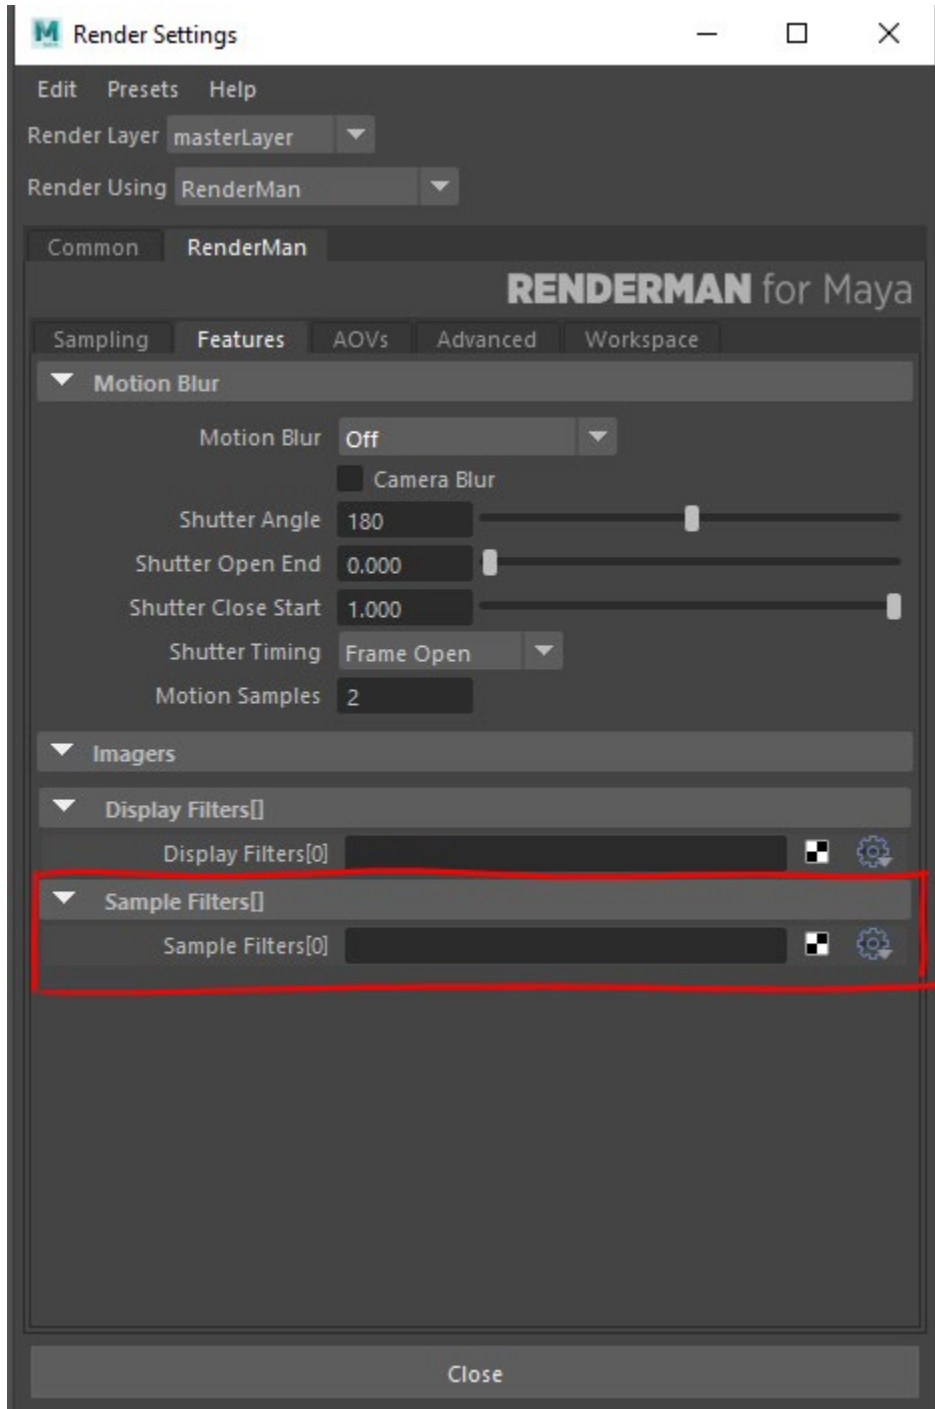 Render Settings
Edit Presets Help
Render Layer masterLayer
Render Using RenderMan
Common RenderMan
RENDERMAN for Maya
Sampling Features AOVs Advanced Workspace
Motion Blur
Motion Blur Off
Camera Blur
Shutter Angle 180
Shutter Open End 0.000
Shutter Close Start 1.000
Shutter Timing Frame Open
Motion Samples 2
Imagers
Display Filters[]
Display Filters[0]
Sample Filters[]
Sample Filters[0]
Close